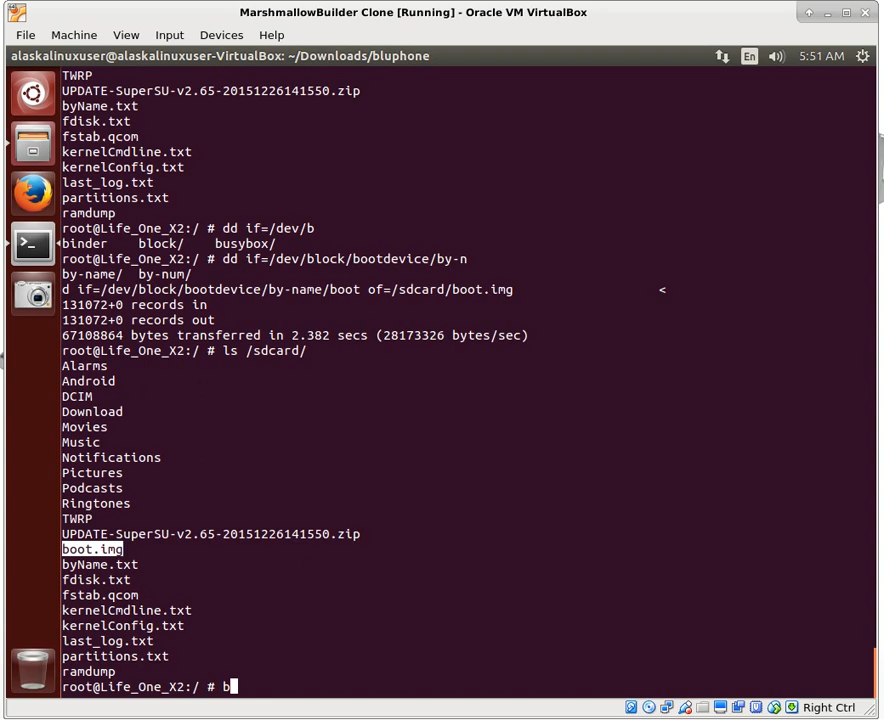 MarshmallowBuilder Clone [Running] - Oracle VM VirtualBox
File Machine View Input Devices Help
alaskalinuxuser@alaskalinuxuser-VirtualBox: ~/Downloads/bluphone En 5:51 AM
TWRP
UPDATE-SuperSU-v2.65-20151226141550.zip
byName.txt
fdisk.txt
fstab.qcom
kernelCmdline.txt
kernelConfig.txt
last_log.txt
partitions.txt
ramdump
root@Life_One_X2:/ # dd if=/dev/b
binder block/ busybox/
root@Life_One_X2:/ # dd if=/dev/block/bootdevice/by-n
by-name/ by-num/
d if=/dev/block/bootdevice/by-name/boot of=/sdcard/boot.img <
131072+0 records in
131072+0 records out
67108864 bytes transferred in 2.382 secs (28173326 bytes/sec)
root@Life_One_X2:/ # ls /sdcard/
Alarms
Android
DCIM
Download
Movies
Music
Notifications
Pictures
Podcasts
Ringtones
TWRP
UPDATE-SuperSU-v2.65-20151226141550.zip
boot.img
byName.txt
fdisk.txt
fstab.qcom
kernelCmdline.txt
kernelConfig.txt
last_log.txt
partitions.txt
ramdump
root@Life_One_X2:/ # b
Right Ctrl